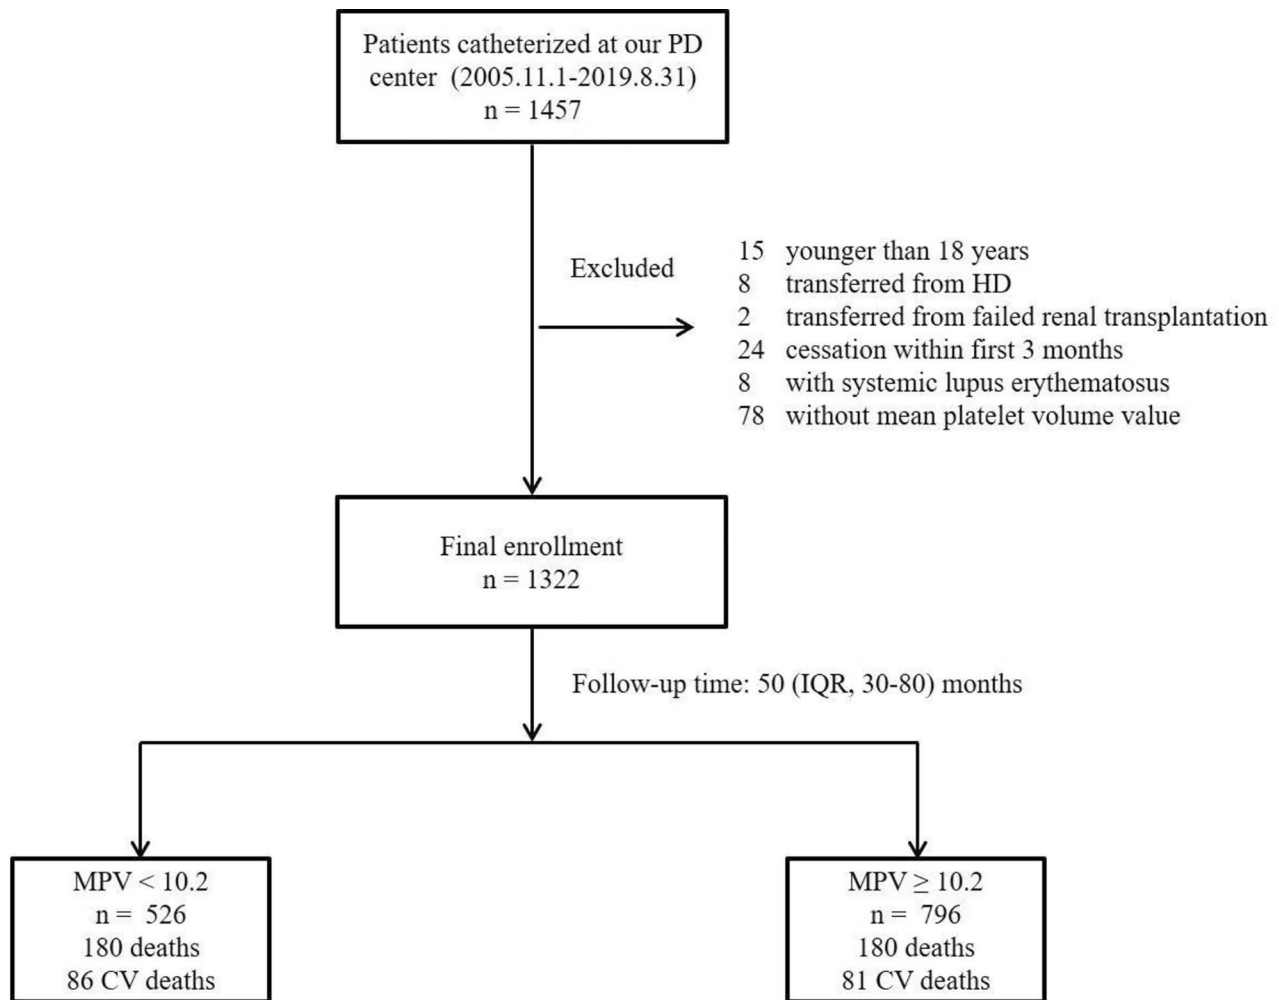 Patients catheterized at our PD
center (2005.11.1-2019.8.31)
n = 1457
Excluded
15 younger than 18 years
8 transferred from HD
2 transferred from failed renal transplantation
24 cessation within first 3 months
8 with systemic lupus erythematosus
78 without mean platelet volume value
Final enrollment
n = 1322
Follow-up time: 50 (IQR, 30-80) months
MPV < 10.2
n = 526
180 deaths
86 CV deaths
MPV ≥ 10.2
n = 796
180 deaths
81 CV deaths